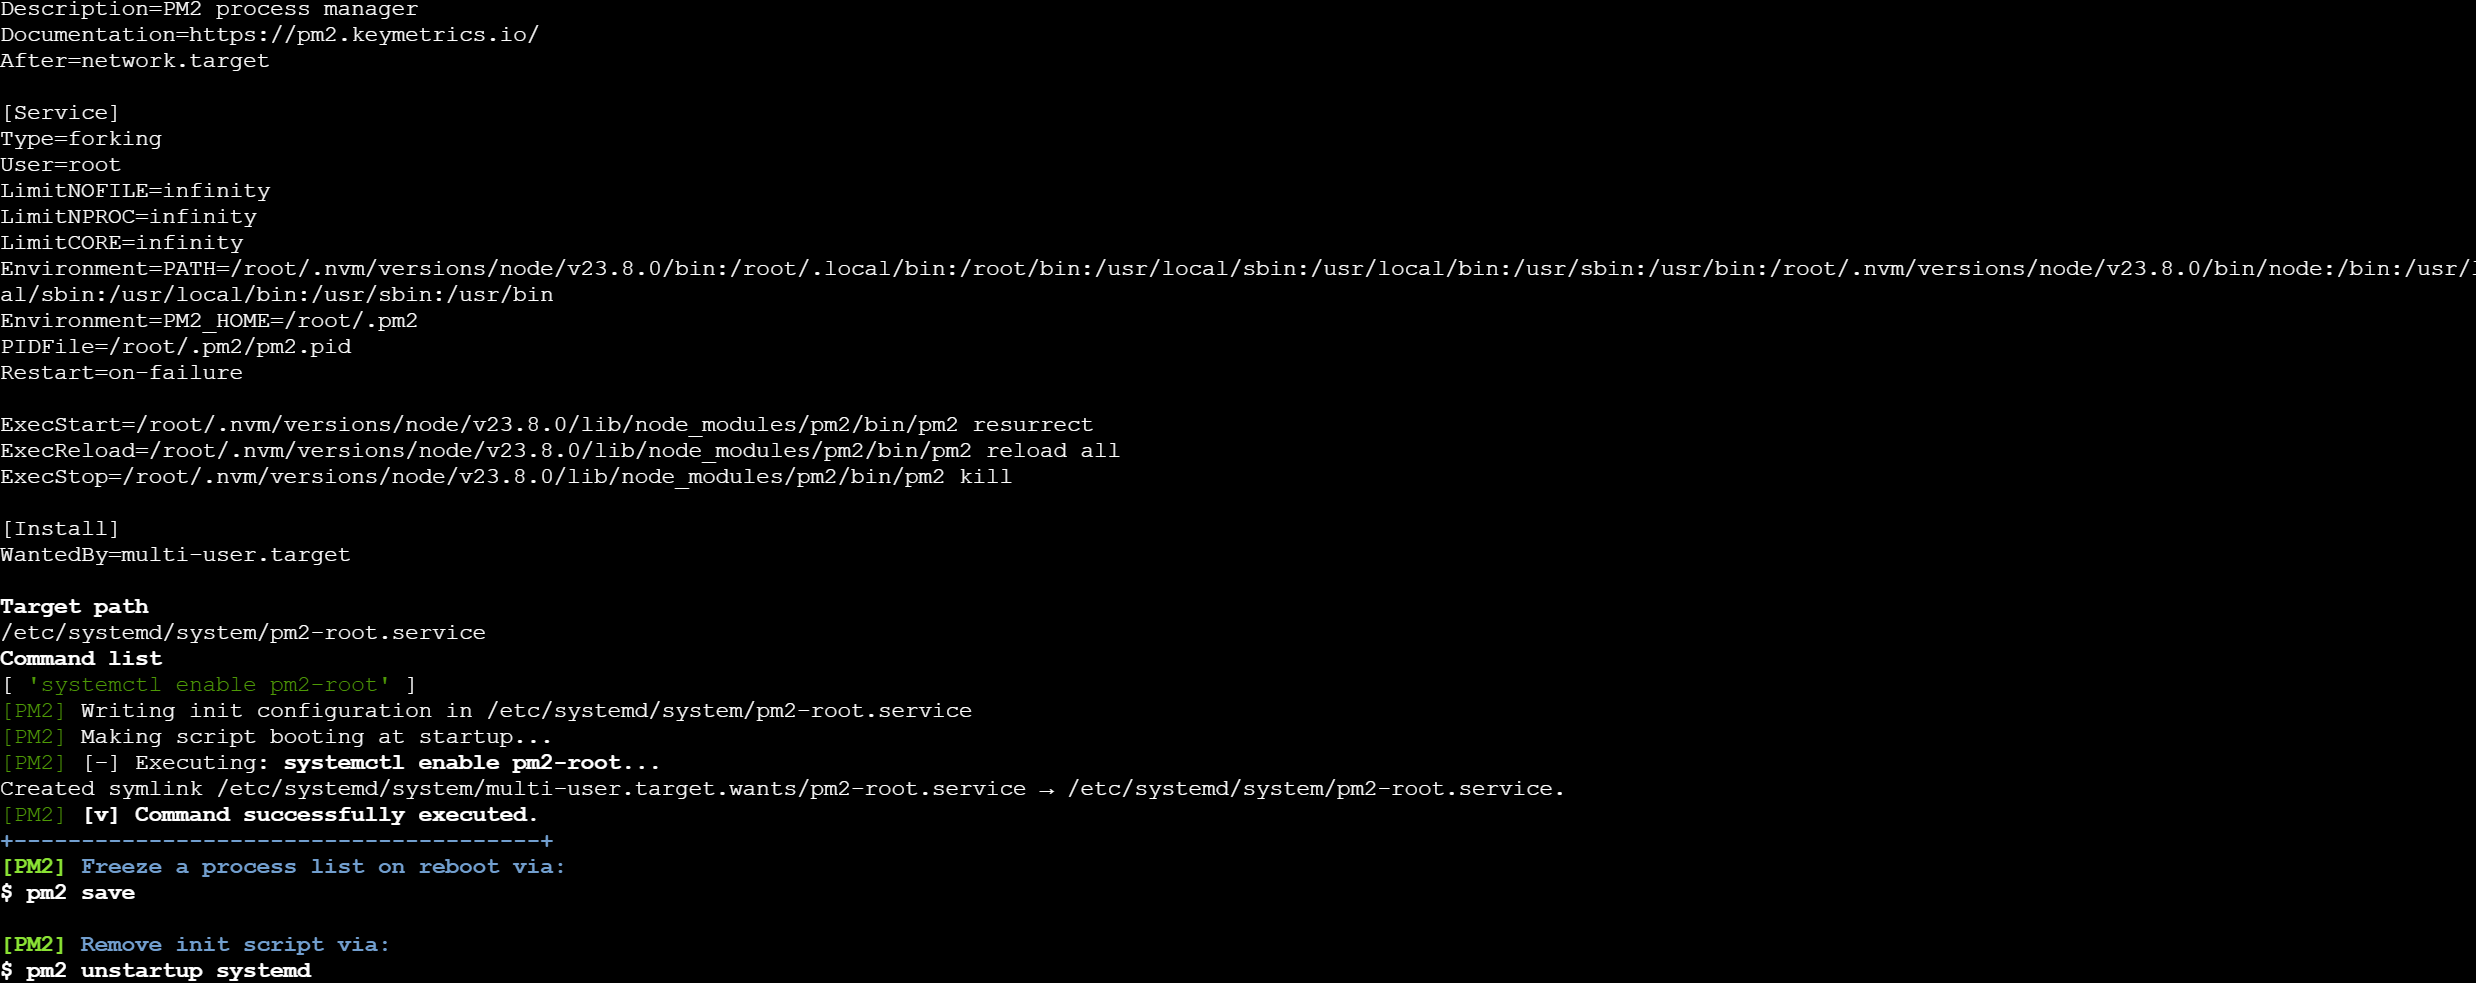 Description=PM2 process manager
Documentation=https://pm2.keymetrics.io/
After=network.target
[Service]
Type=forking
User=root
LimitNOFILE=infinity
LimitNPROC=infinity
LimitCORE=infinity
Environment=PATH=/root/.nvm/versions/node/v23.8.0/bin:/root/.local/bin:/root/bin:/usr/local/sbin:/usr/local/bin:/usr/sbin:/usr/bin:/root/.nvm/versions/node/v23.8.0/bin/node:/bin:/usr/l
al/sbin:/usr/local/bin:/usr/sbin:/usr/bin
Environment=PM2_HOME=/root/.pm2
PIDFile=/root/.pm2/pm2.pid
Restart=on-failure
ExecStart=/root/.nvm/versions/node/v23.8.0/lib/node_modules/pm2/bin/pm2 resurrect
ExecReload=/root/.nvm/versions/node/v23.8.0/lib/node_modules/pm2/bin/pm2 reload all
ExecStop=/root/.nvm/versions/node/v23.8.0/lib/node_modules/pm2/bin/pm2 kill
[Install]
WantedBy=multi-user.target
Target path
/etc/systemd/system/pm2-root.service
Command list
[ 'systemctl enable pm2-root' ]
[PM2] Writing init configuration in /etc/systemd/system/pm2-root.service
[PM2] Making script booting at startup...
[PM2] [-] Executing: systemctl enable pm2-root...
Created symlink /etc/systemd/system/multi-user.target.wants/pm2-root.service → /etc/systemd/system/pm2-root.service.
[PM2] [v] Command successfully executed.
+---------------------------------------+
[PM2] Freeze a process list on reboot via:
$ pm2 save
[PM2] Remove init script via:
$ pm2 unstartup systemd